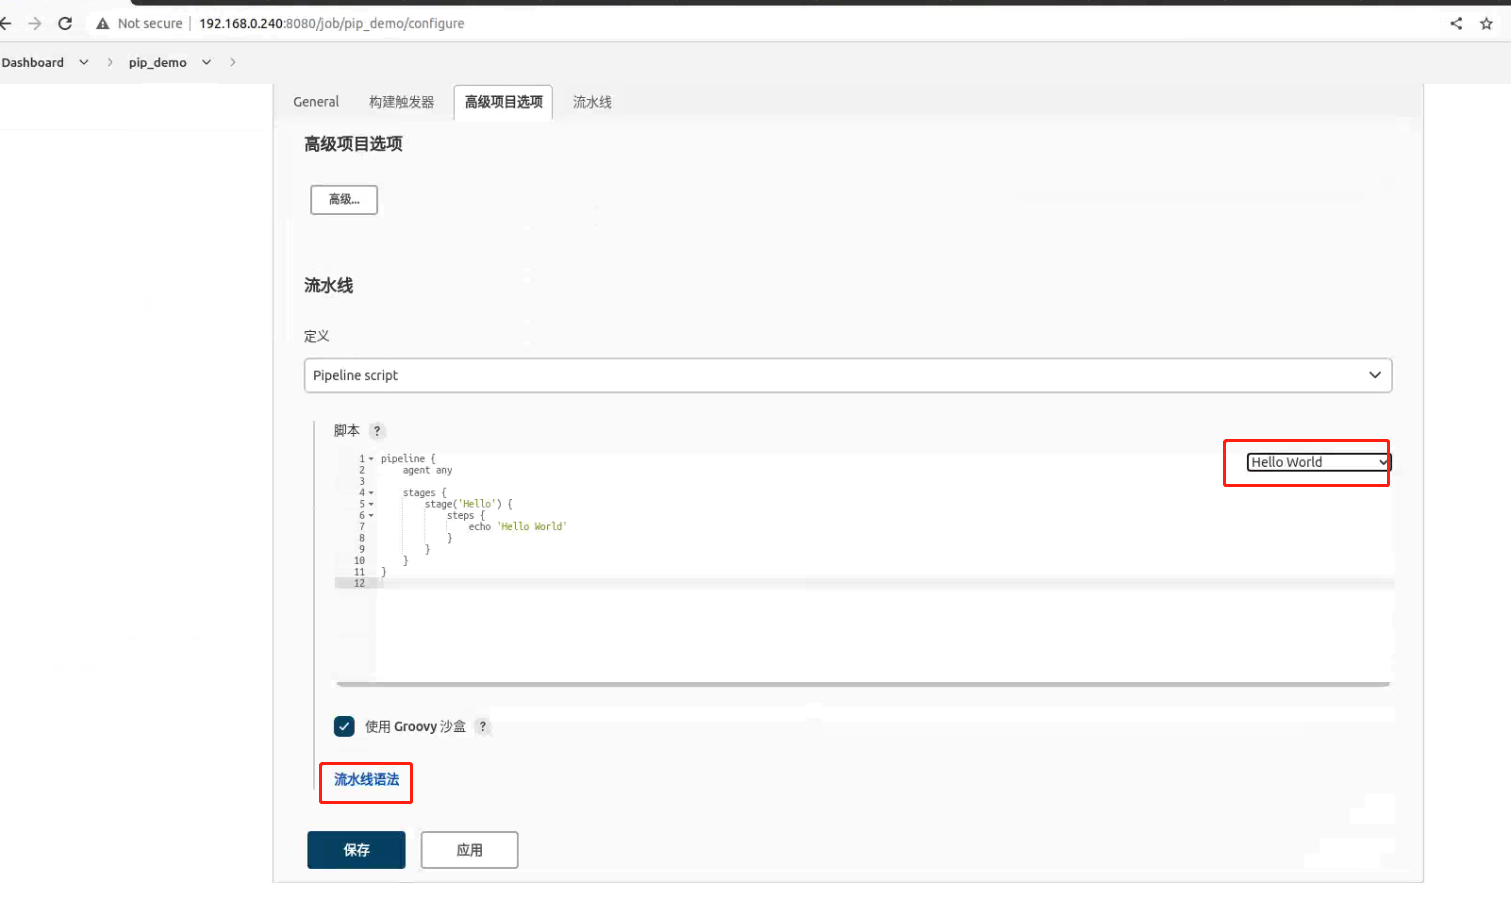 Not secure 192.168.0.240:8080/job/pip_demo/configure
Dashboard pip_demo
General 构建触发器 高级项目选项 流水线
高级项目选项
高级...
流水线
定义
Pipeline script
脚本 ?
Hello World
1 pipeline {
2 agent any
3
4 stages {
5 stage('Hello') {
6 steps {
7 echo 'Hello World'
8 }
9 }
10 }
11 }
12
使用 Groovy 沙盒 ?
流水线语法
保存 应用